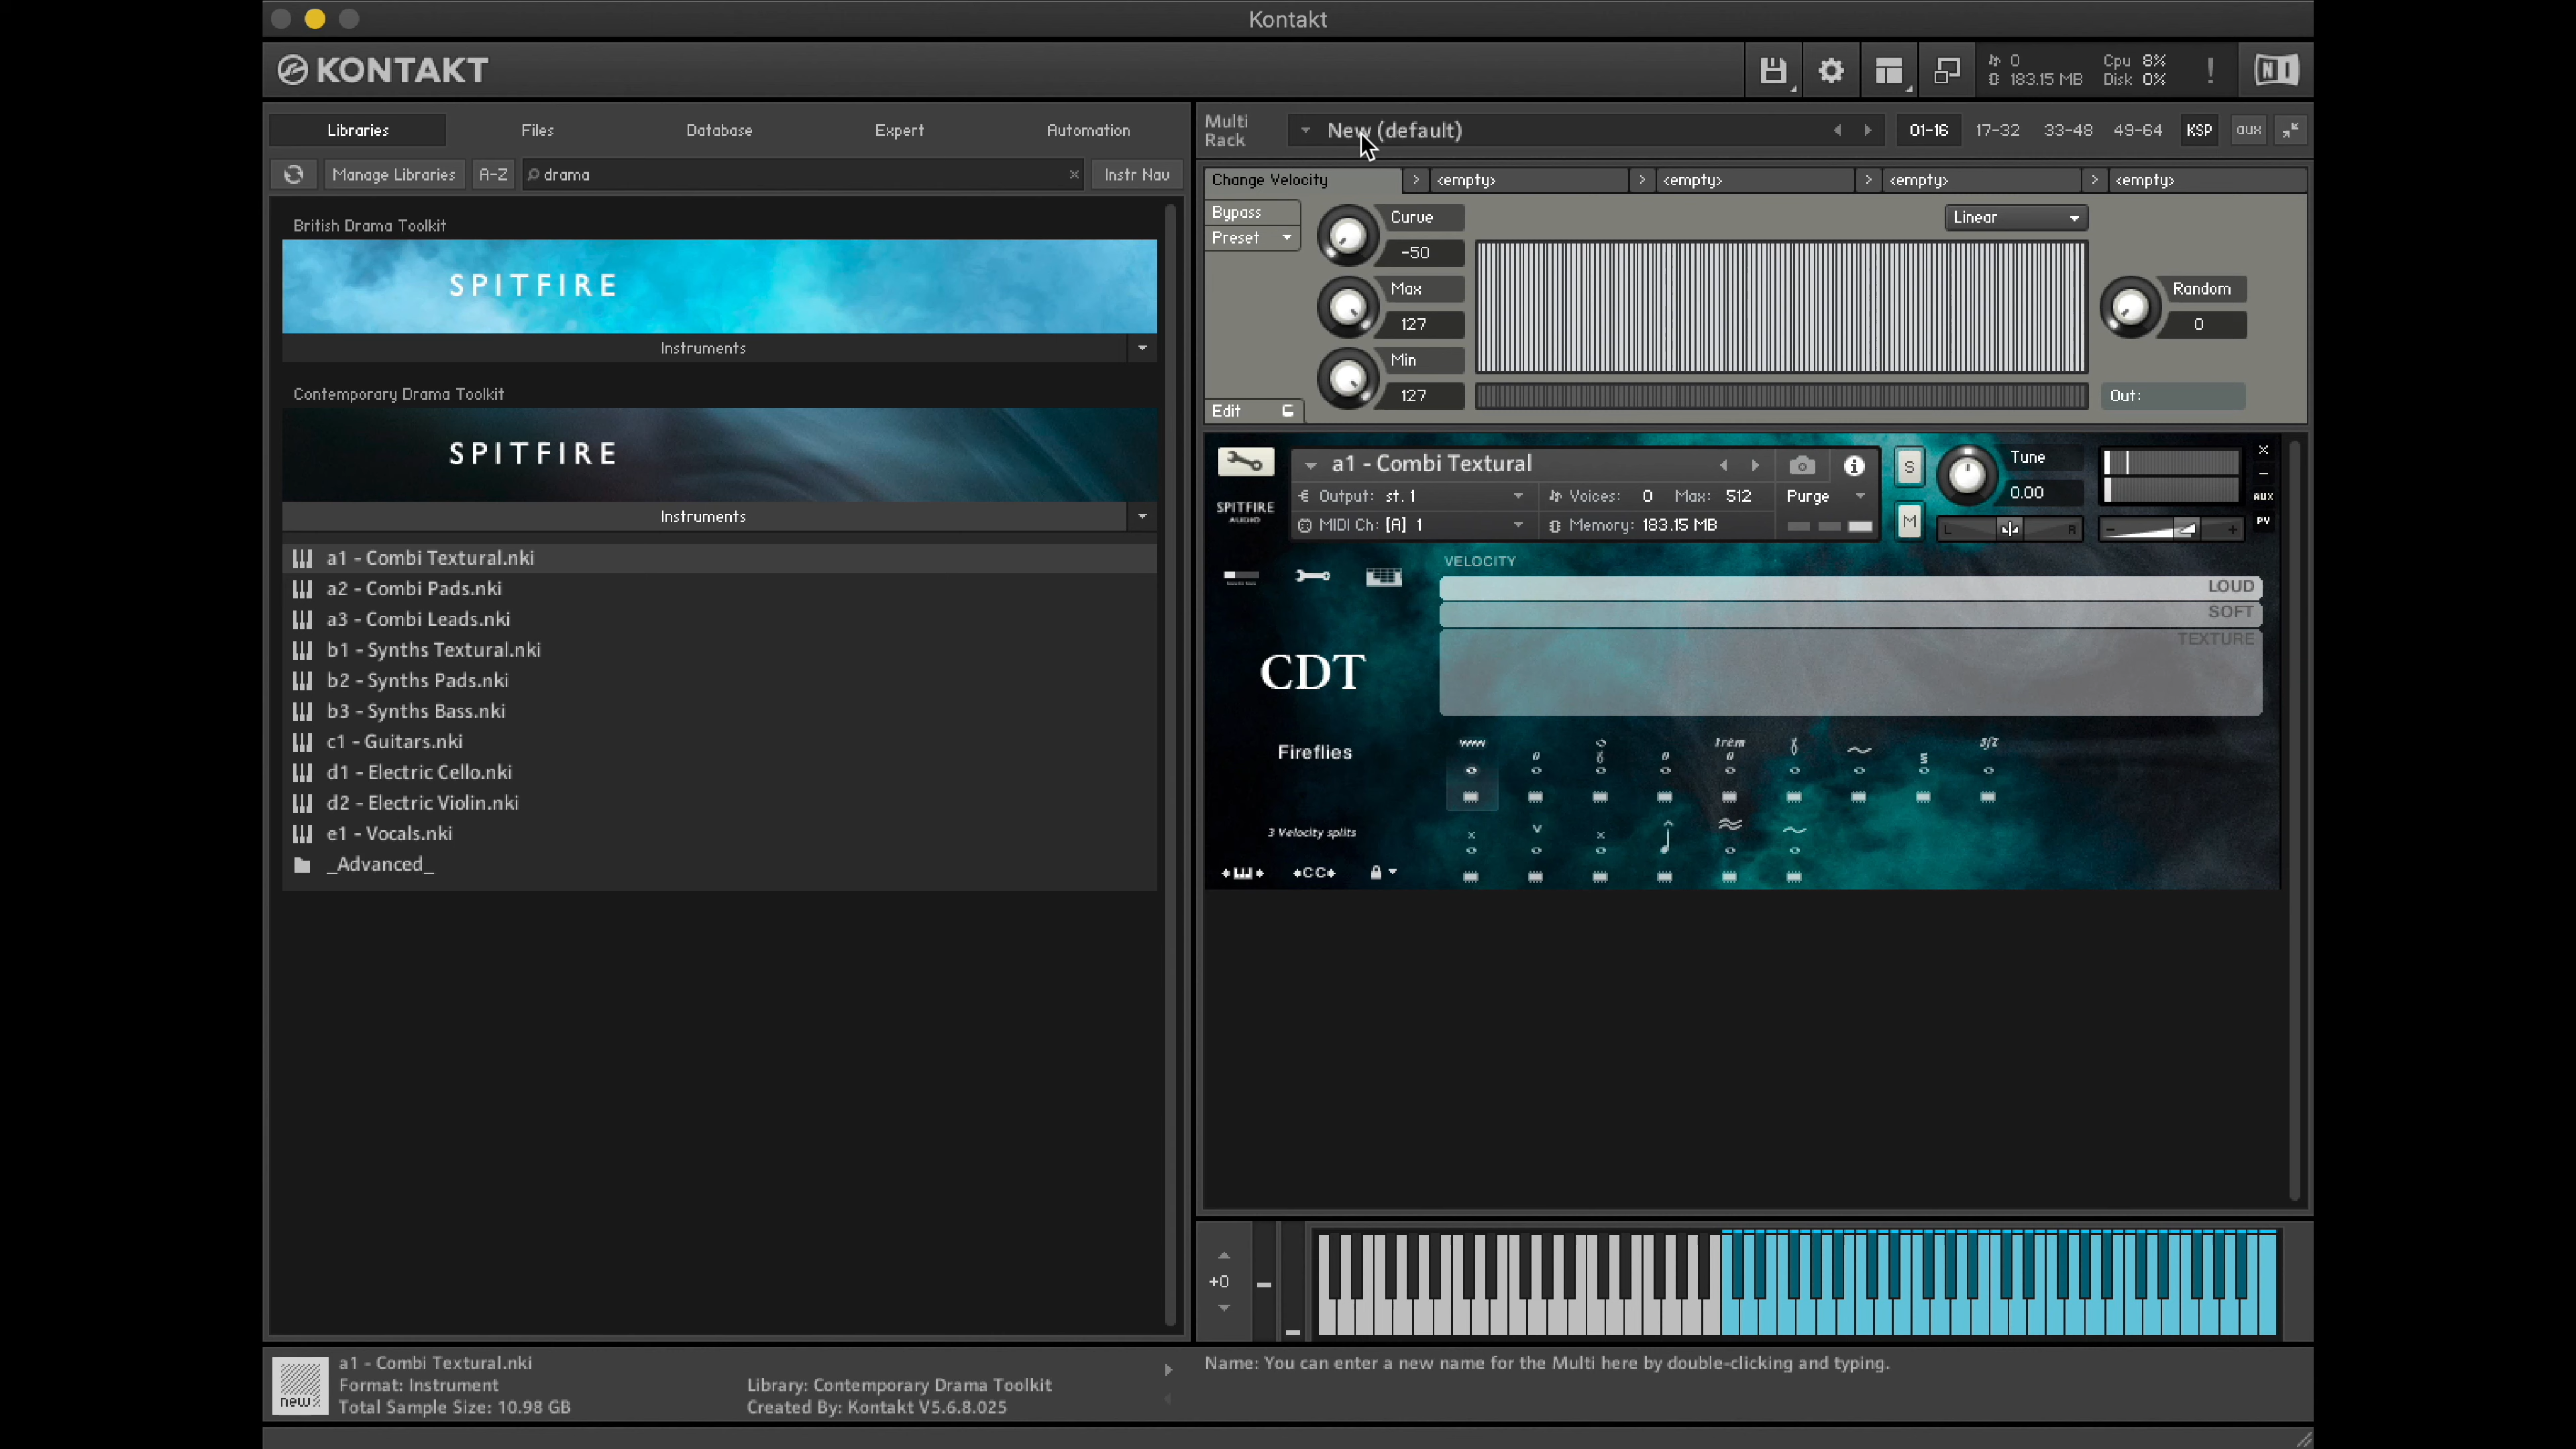 Kontakt
KONTAKT
0
183.15 MB
Cpu 8%
Disk 0%
!
NI
Libraries
Files
Database
Expert
Automation
Manage Libraries
A-Z
drama
×
Instr Nav
British Drama Toolkit
SPITFIRE
Instruments
Contemporary Drama Toolkit
SPITFIRE
Instruments
a1 - Combi Textural.nki
a2 - Combi Pads.nki
a3 - Combi Leads.nki
b1 - Synths Textural.nki
b2 - Synths Pads.nki
b3 - Synths Bass.nki
c1 - Guitars.nki
d1 - Electric Cello.nki
d2 - Electric Violin.nki
e1 - Vocals.nki
_Advanced_
Multi
Rack
New (default)
01-16
17-32
33-48
49-64
KSP
aux
Change Velocity
> <empty>
> <empty>
> <empty>
> <empty>
Bypass
Preset
Edit
Curve
-50
Max
127
Min
127
Linear
Random
0
Out:
a1 - Combi Textural
Output: st. 1
Voices: 0 Max: 512
Purge
MIDI Ch: [A] 1
Memory: 183.15 MB
S
M
Tune
0.00
L
R
- +
×
-
AUX
PV
SPITFIRE
AUDIO
VELOCITY
LOUD
SOFT
TEXTURE
CDT
Fireflies
3 Velocity splits
Trem
sfz
CC
+0
a1 - Combi Textural.nki
Format: Instrument
Total Sample Size: 10.98 GB
Library: Contemporary Drama Toolkit
Created By: Kontakt V5.6.8.025
new
Name: You can enter a new name for the Multi here by double-clicking and typing.